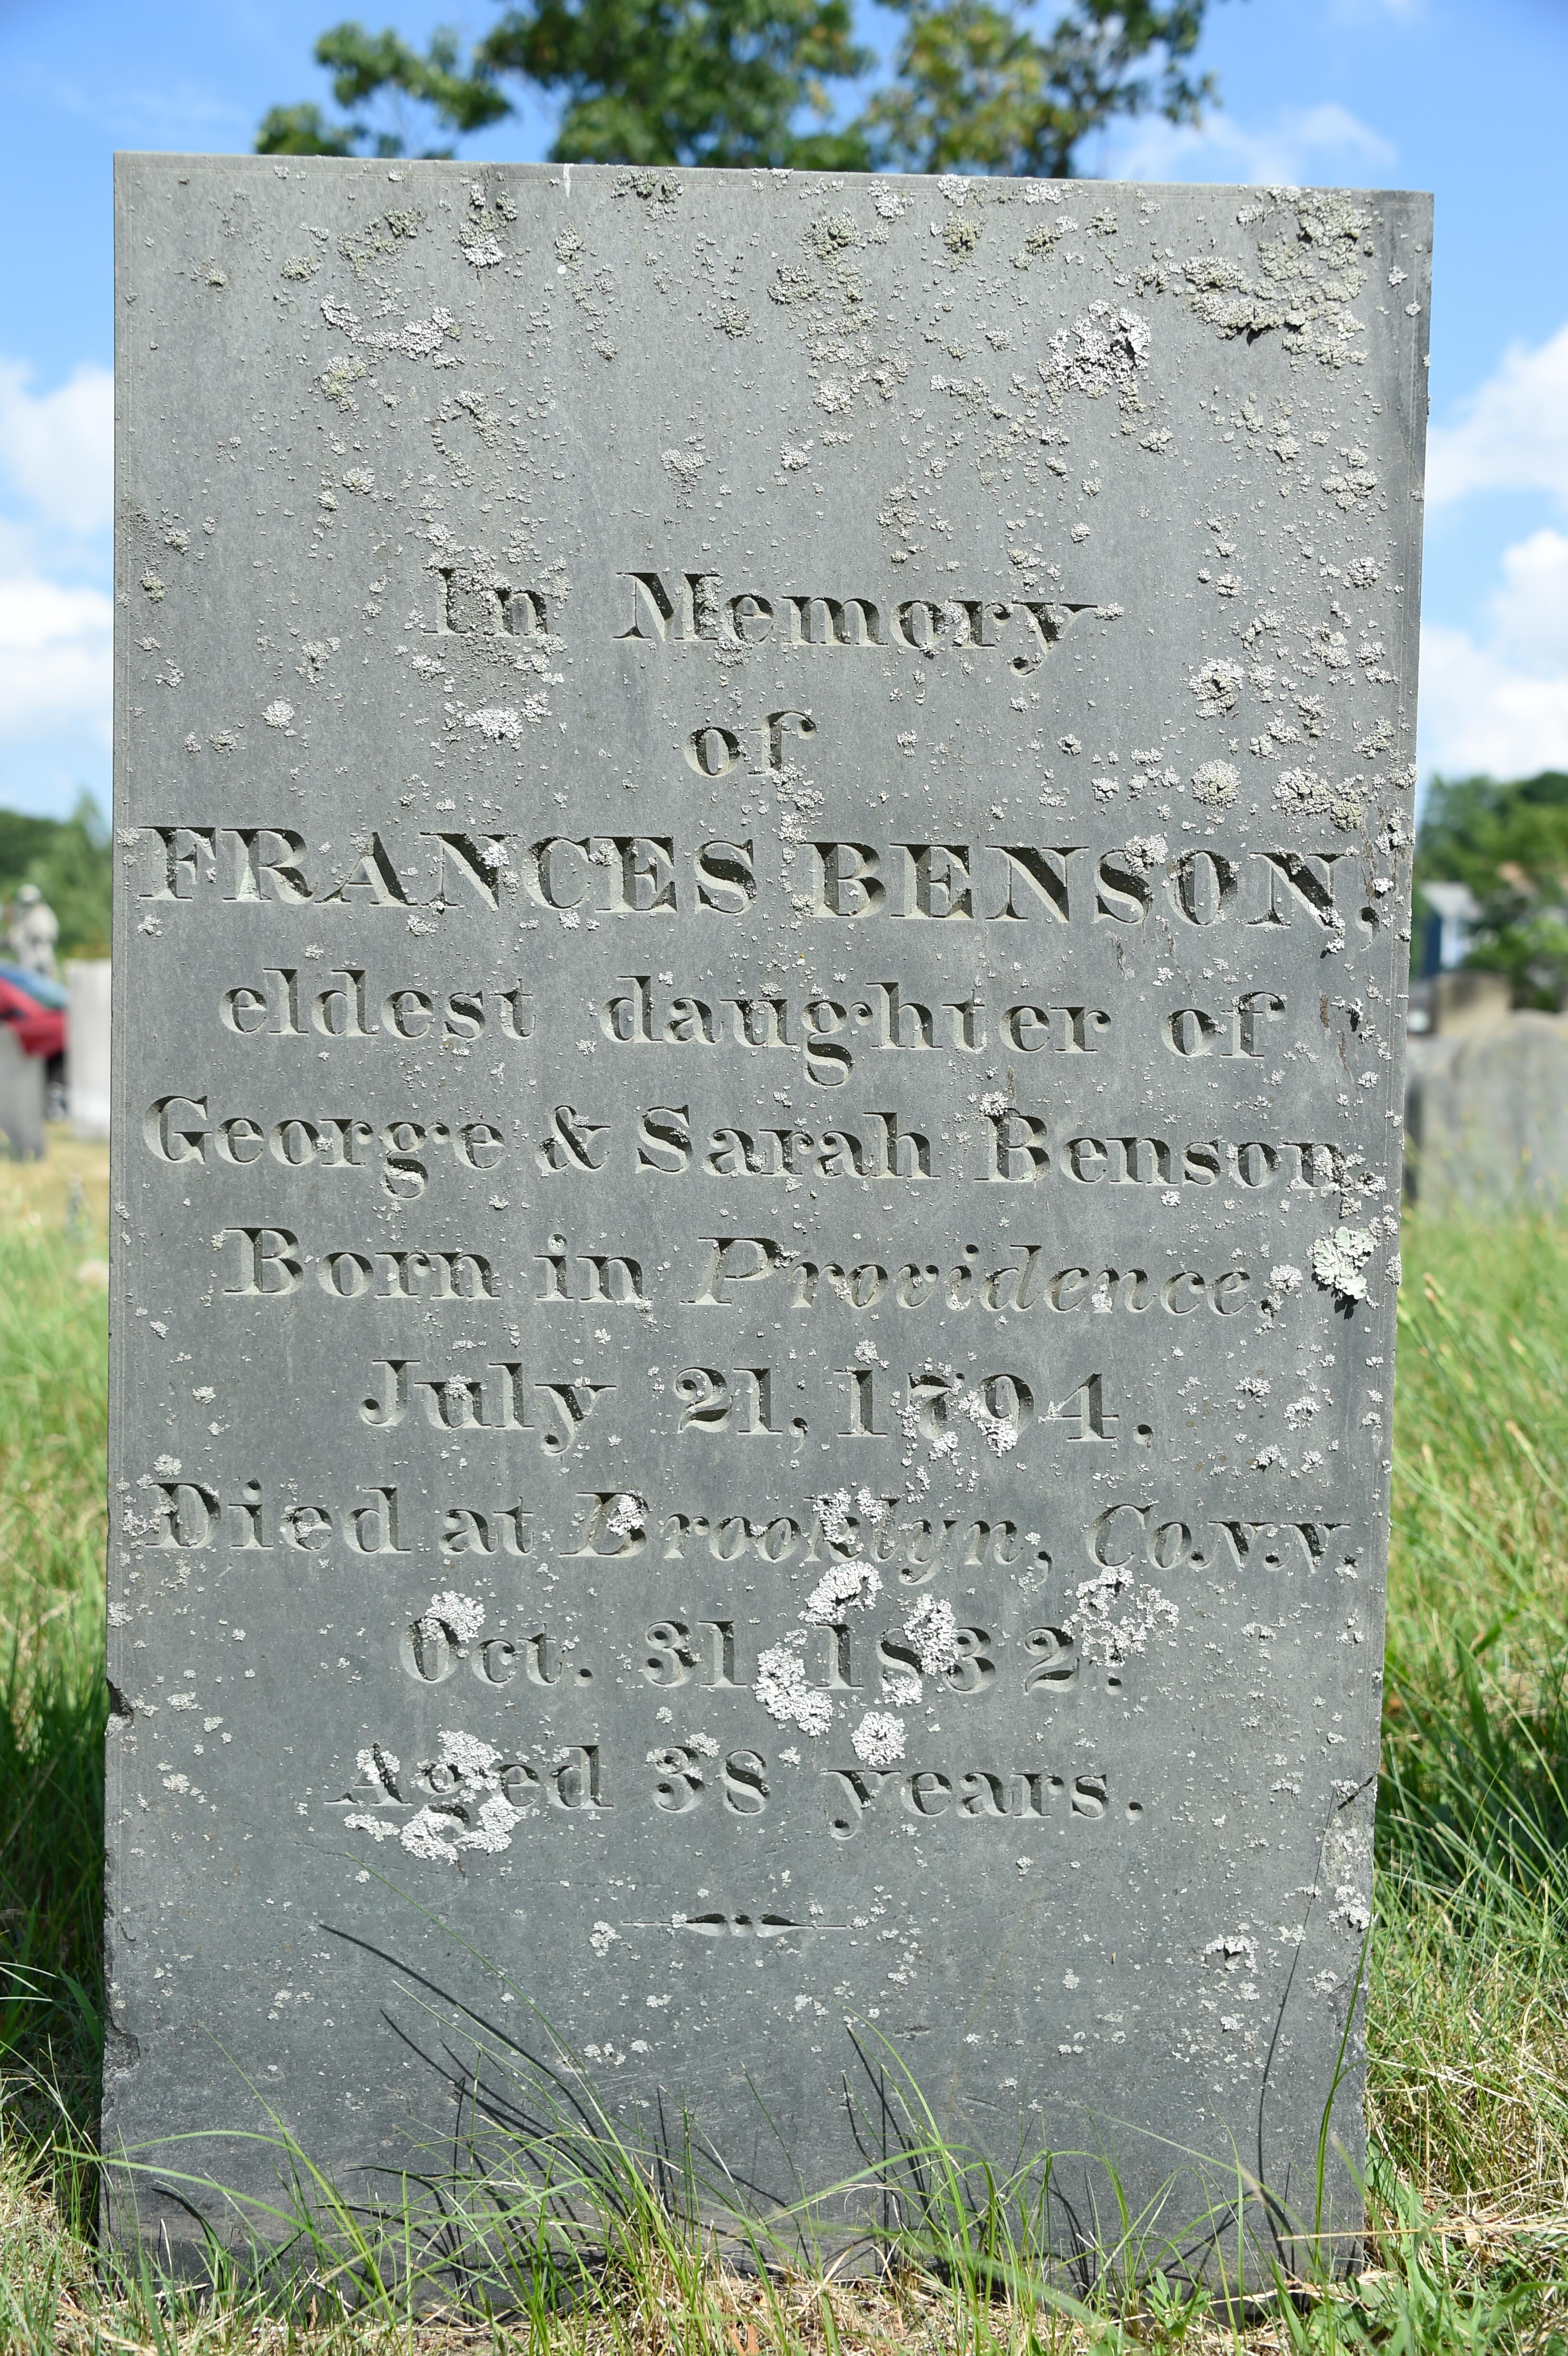 In Memory
of
FRANCES BENSON,
eldest daughter of
George & Sarah Benson.
Born in Providence,
July 21, 1794.
Died at Brooklyn, Conn.
Oct. 31 1832.
Aged 38 years.